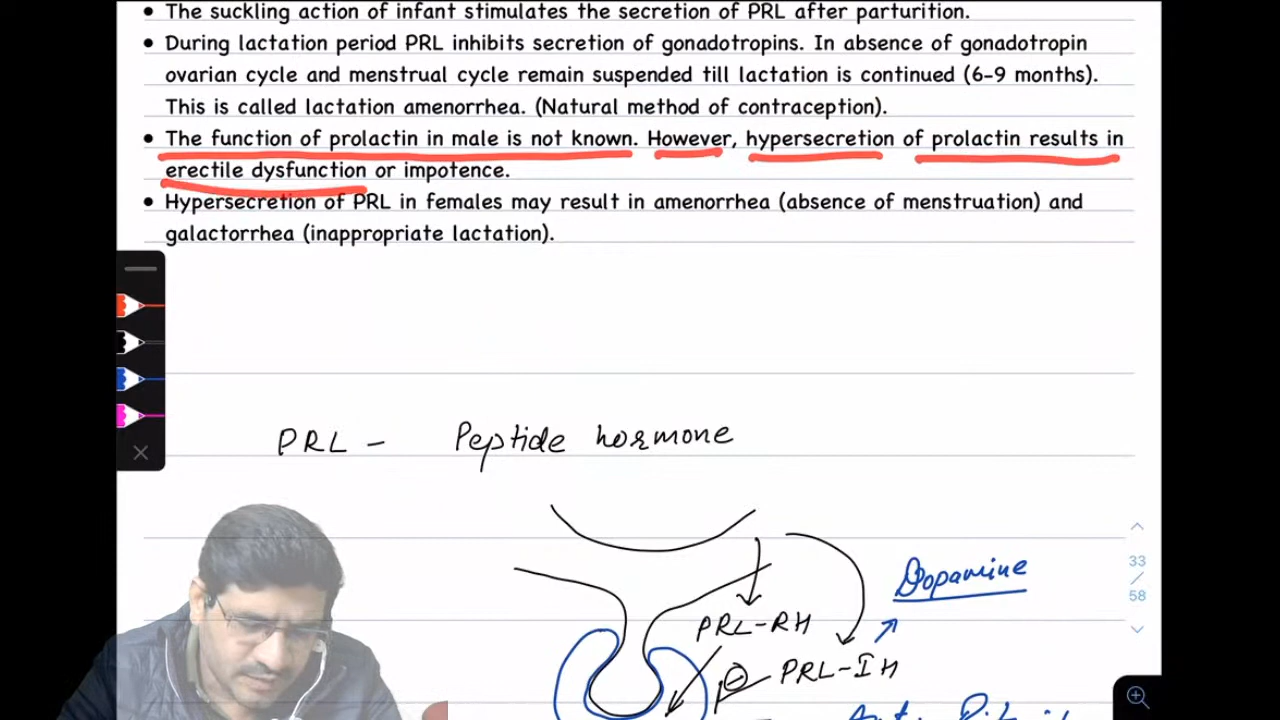 • The suckling action of infant stimulates the secretion of PRL after parturition.
• During lactation period PRL inhibits secretion of gonadotropins. In absence of gonadotropin
ovarian cycle and menstrual cycle remain suspended till lactation is continued (6-9 months).
This is called lactation amenorrhea. (Natural method of contraception).
• The function of prolactin in male is not known. However, hypersecretion of prolactin results in
erectile dysfunction or impotence.
• Hypersecretion of PRL in females may result in amenorrhea (absence of menstruation) and
galactorrhea (inappropriate lactation).
PRL - Peptide hormone
Dopamine
33
/
58
PRL-RH
PRL-IH